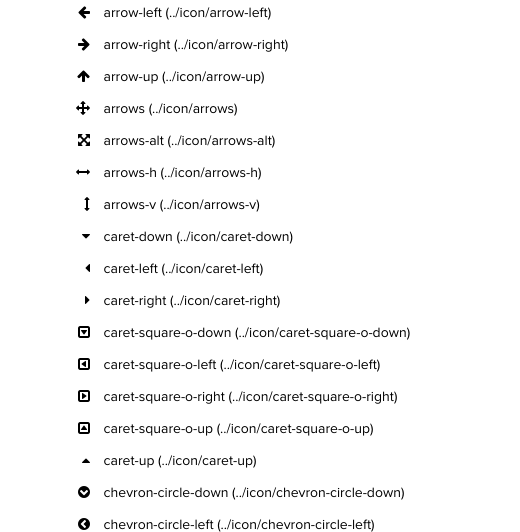 arrow-left (../icon/arrow-left)
arrow-right (../icon/arrow-right)
arrow-up (../icon/arrow-up)
arrows (../icon/arrows)
arrows-alt (../icon/arrows-alt)
arrows-h (../icon/arrows-h)
arrows-v (../icon/arrows-v)
caret-down (../icon/caret-down)
caret-left (../icon/caret-left)
caret-right (../icon/caret-right)
caret-square-o-down (../icon/caret-square-o-down)
caret-square-o-left (../icon/caret-square-o-left)
caret-square-o-right (../icon/caret-square-o-right)
caret-square-o-up (../icon/caret-square-o-up)
caret-up (../icon/caret-up)
chevron-circle-down (../icon/chevron-circle-down)
chevron-circle-left (../icon/chevron-circle-left)